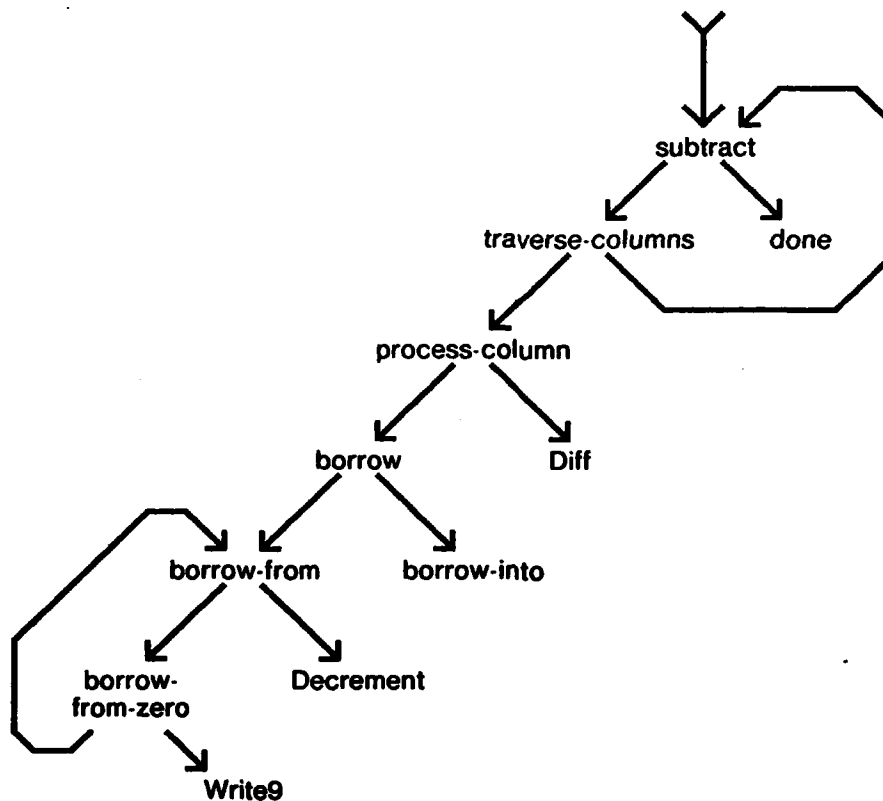 subtract
traverse-columns
done
process-column
borrow
Diff
borrow-from
borrow-into
borrow-
from-zero
Decrement
Write9